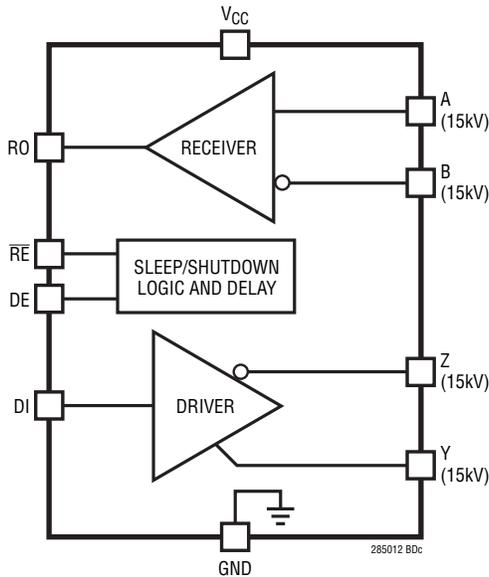 VCC
A
(15kV)
RO
RECEIVER
B
(15kV)
RE
SLEEP/SHUTDOWN
LOGIC AND DELAY
DE
Z
(15kV)
DI
DRIVER
Y
(15kV)
285012 BDc
GND